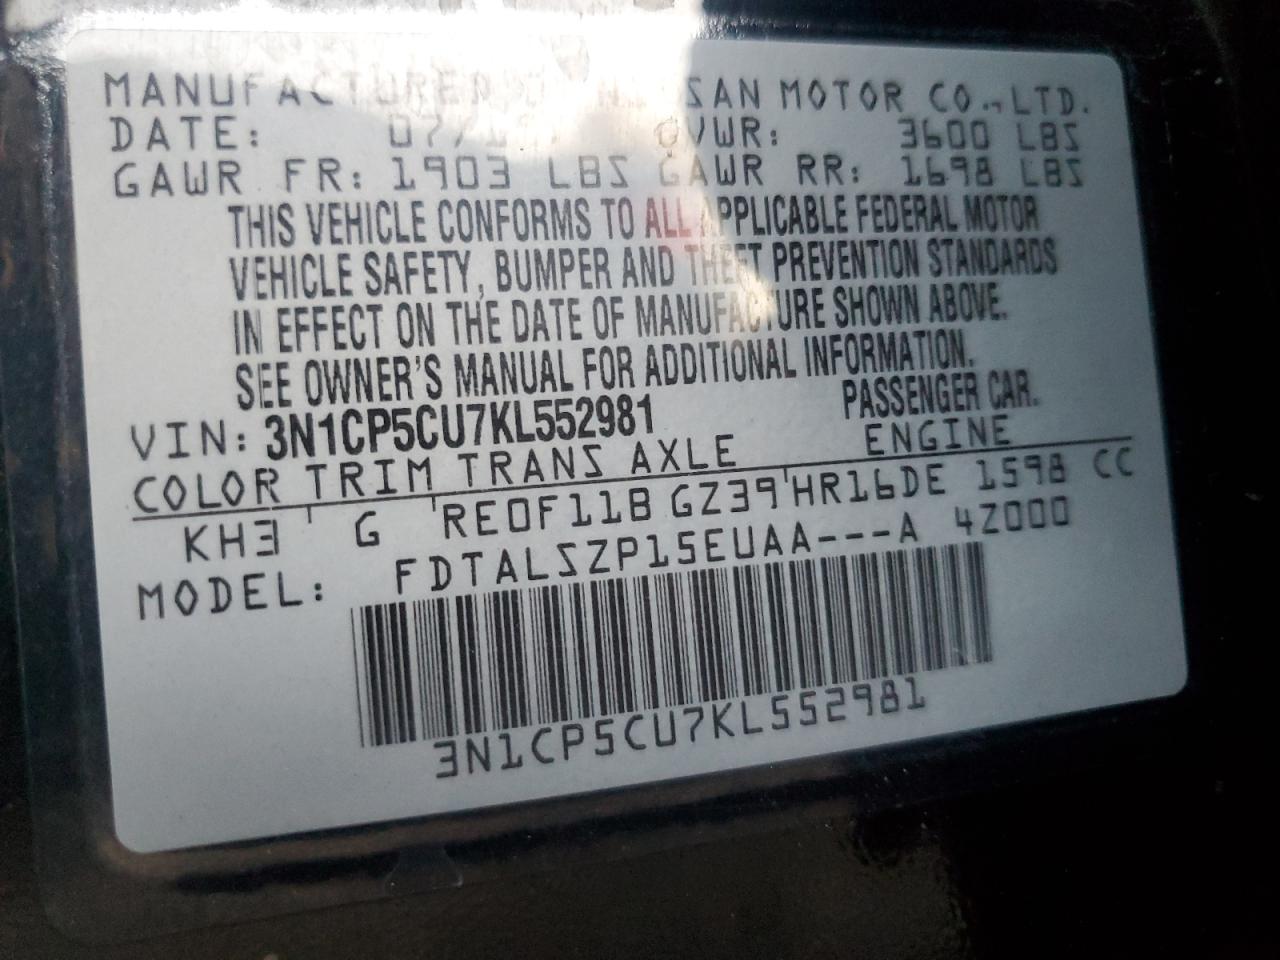 MANUFACTURED BY NISSAN MOTOR CO., LTD.
DATE: GVWR: 3600 LBS
GAWR FR: 1903 LBS GAWR RR: 1698 LBS
THIS VEHICLE CONFORMS TO ALL APPLICABLE FEDERAL MOTOR
VEHICLE SAFETY, BUMPER AND THEFT PREVENTION STANDARDS
IN EFFECT ON THE DATE OF MANUFACTURE SHOWN ABOVE.
SEE OWNER'S MANUAL FOR ADDITIONAL INFORMATION.
VIN: 3N1CP5CU7KL552981 PASSENGER CAR.
COLOR TRIM TRANS AXLE ENGINE
KH3 G RE0F11B GZ39 HR16DE 1598 CC
MODEL: FDTALSZP15EUAA---A 4Z000
3N1CP5CU7KL552981